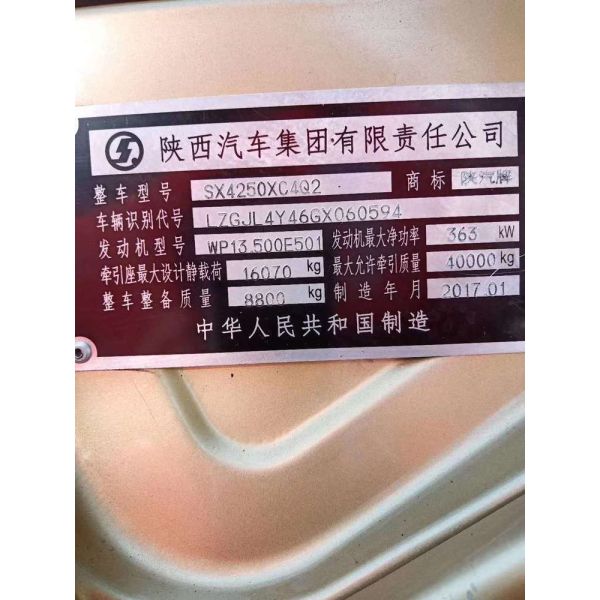 陕西汽车集团有限责任公司
整车型号 SX4250XC4Q2 商标 陕汽牌
车辆识别代号 LZGJL4Y46GX060594
发动机型号 WP13.500E501 发动机最大净功率 363 kW
牵引座最大设计静载荷 16070 kg 最大允许牵引质量 40000 kg
整车整备质量 8800 kg 制造年月 2017.01
中华人民共和国制造